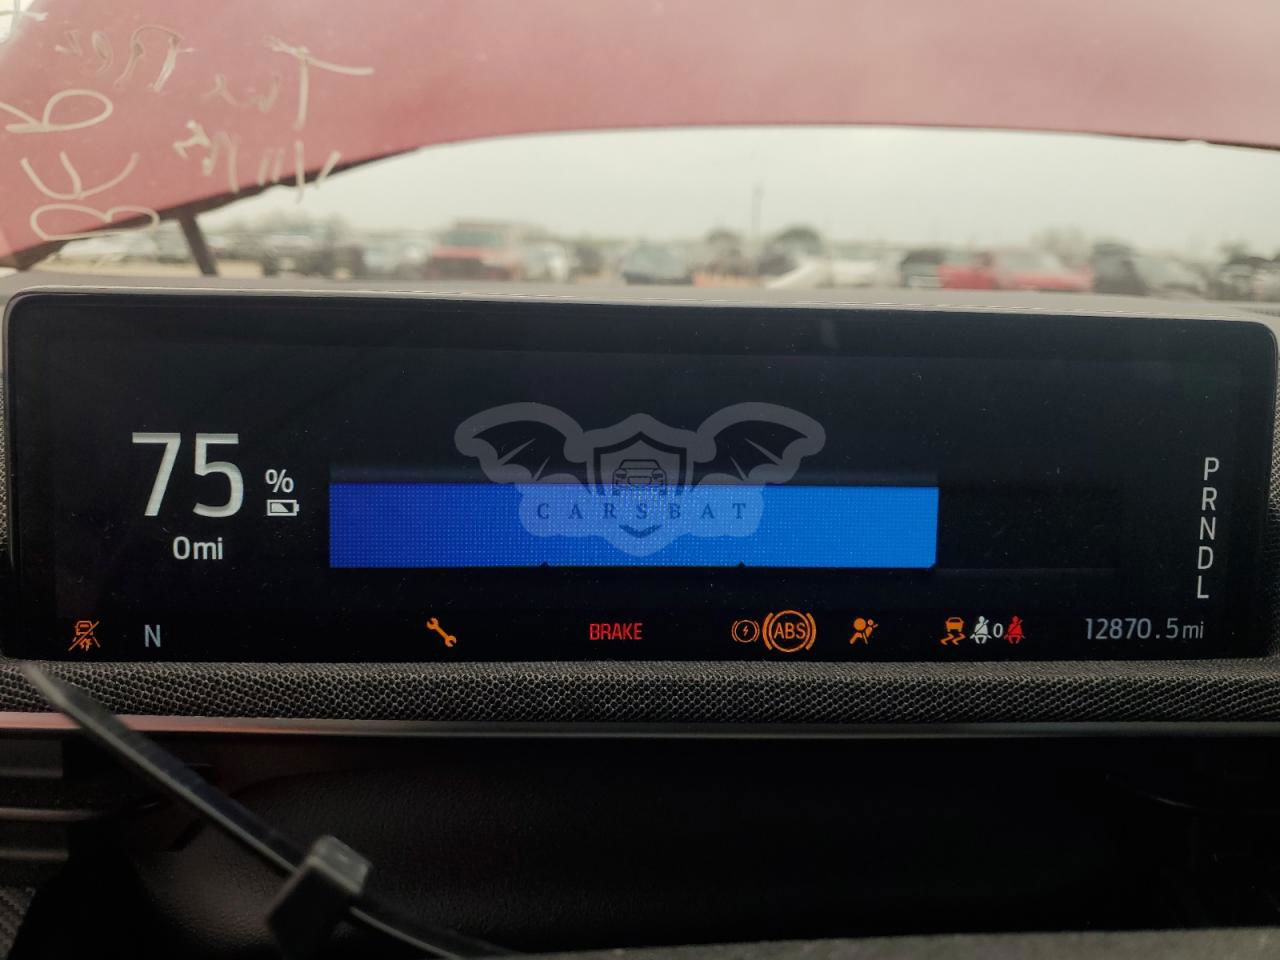 75 %
0mi
CARSBAT
P
R
N
D
L
N
BRAKE
ABS
0
12870.5mi